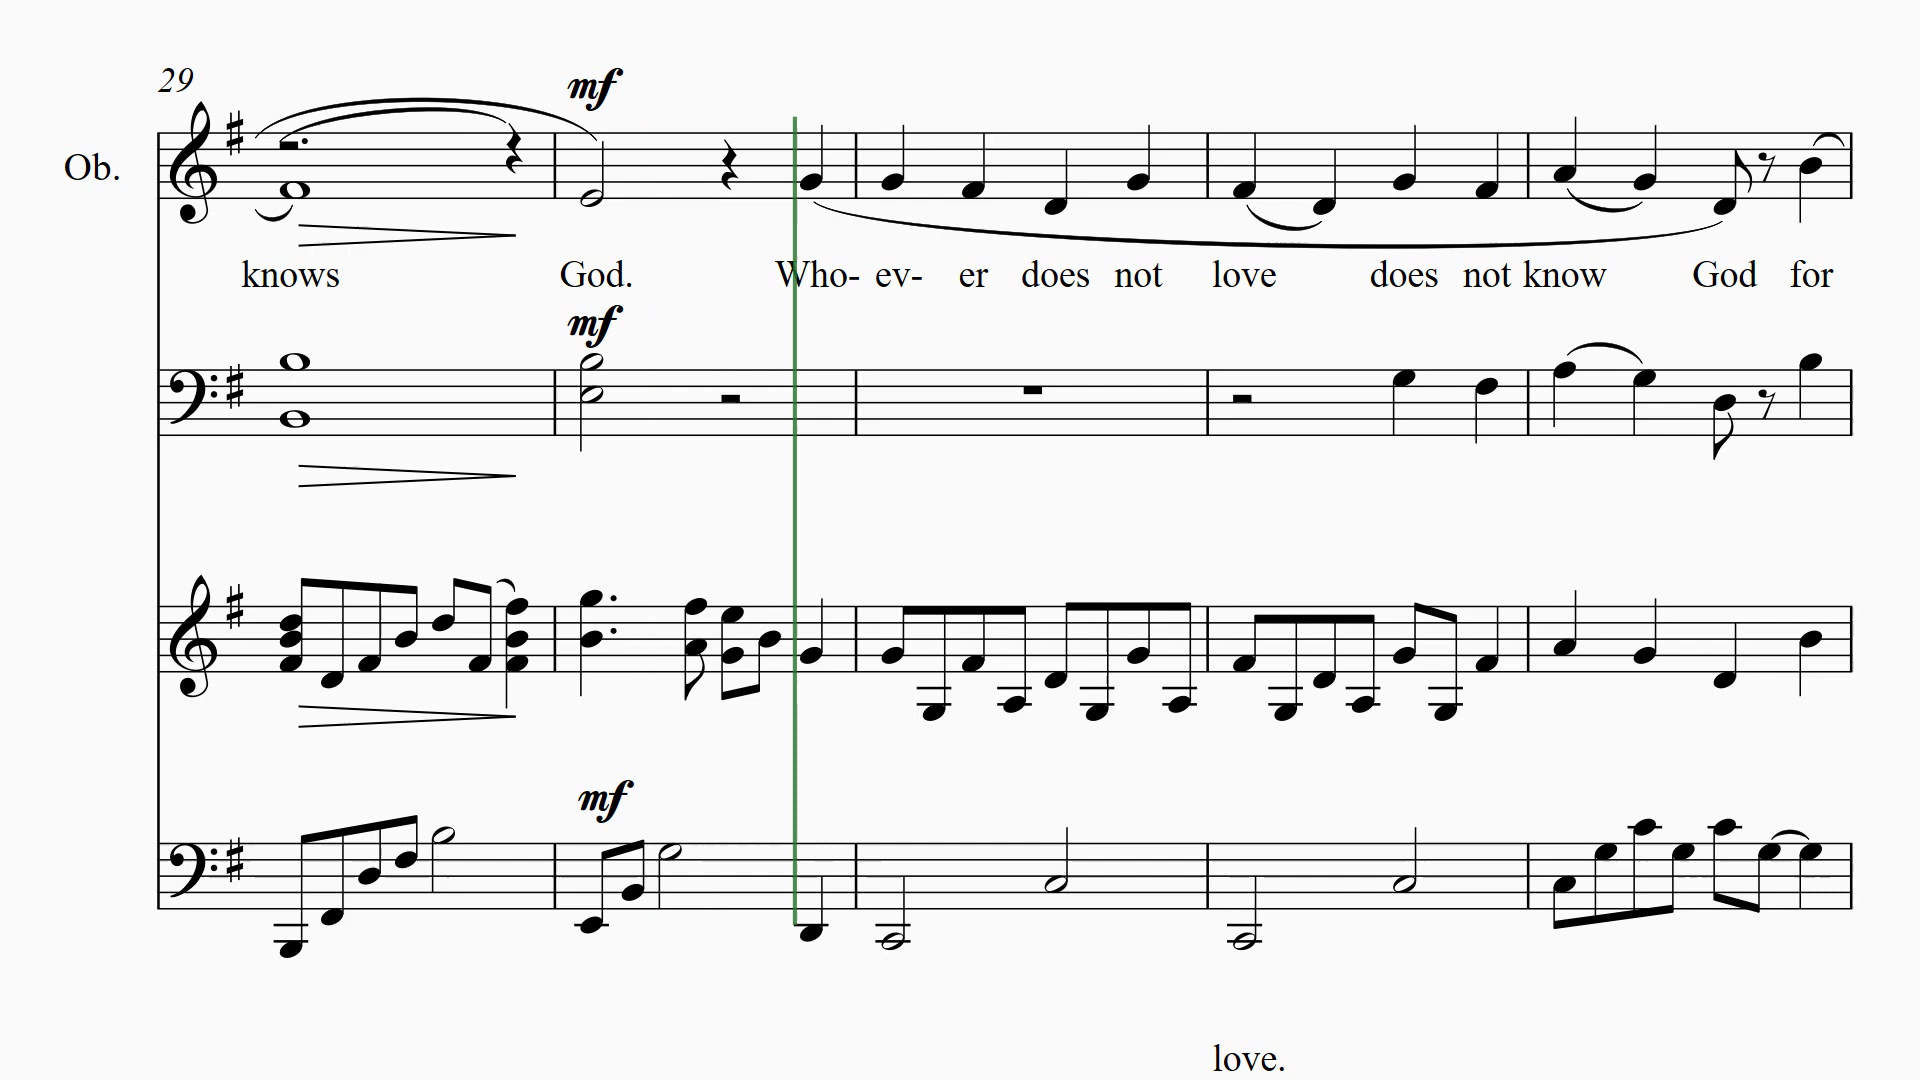 29
mf
Ob.
knows God. Who- ev- er does not love does not know God for
mf
mf
love.